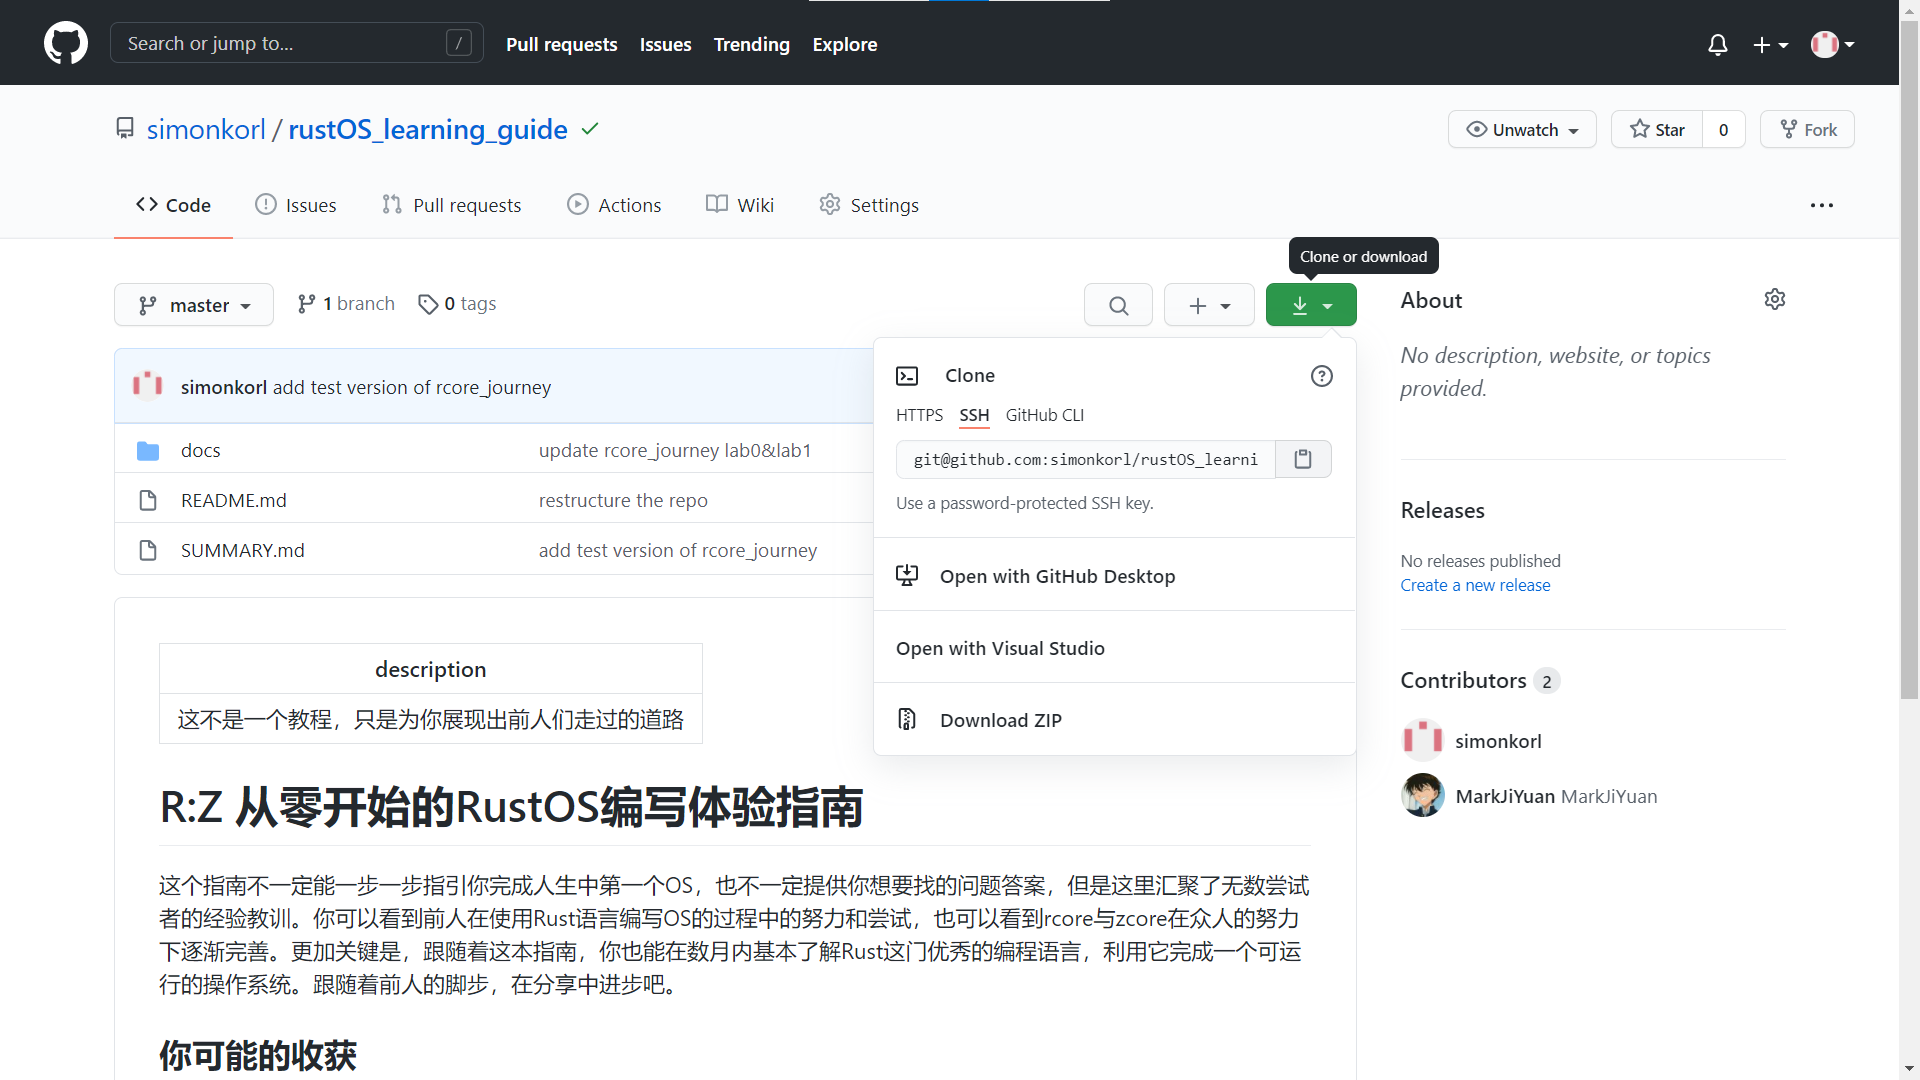 Search or jump to...
/
Pull requests
Issues
Trending
Explore
simonkorl / rustOS_learning_guide
Unwatch
Star
0
Fork
Code
Issues
Pull requests
Actions
Wiki
Settings
Clone or download
master
1 branch
0 tags
simonkorl add test version of rcore_journey
docs
update rcore_journey lab0&lab1
README.md
restructure the repo
SUMMARY.md
add test version of rcore_journey
Clone
HTTPS
SSH
GitHub CLI
git@github.com:simonkorl/rustOS_learni
Use a password-protected SSH key.
Open with GitHub Desktop
Open with Visual Studio
Download ZIP
About
No description, website, or topics
provided.
Releases
No releases published
Create a new release
Contributors 2
simonkorl
MarkJiYuan MarkJiYuan
description
这不是一个教程，只是为你展现出前人们走过的道路
R:Z 从零开始的RustOS编写体验指南
这个指南不一定能一步一步指引你完成人生中第一个OS，也不一定提供你想要找的问题答案，但是这里汇聚了无数尝试
者的经验教训。你可以看到前人在使用Rust语言编写OS的过程中的努力和尝试，也可以看到rcore与zcore在众人的努力
下逐渐完善。更加关键是，跟随着这本指南，你也能在数月内基本了解Rust这门优秀的编程语言，利用它完成一个可运
行的操作系统。跟随着前人的脚步，在分享中进步吧。
你可能的收获